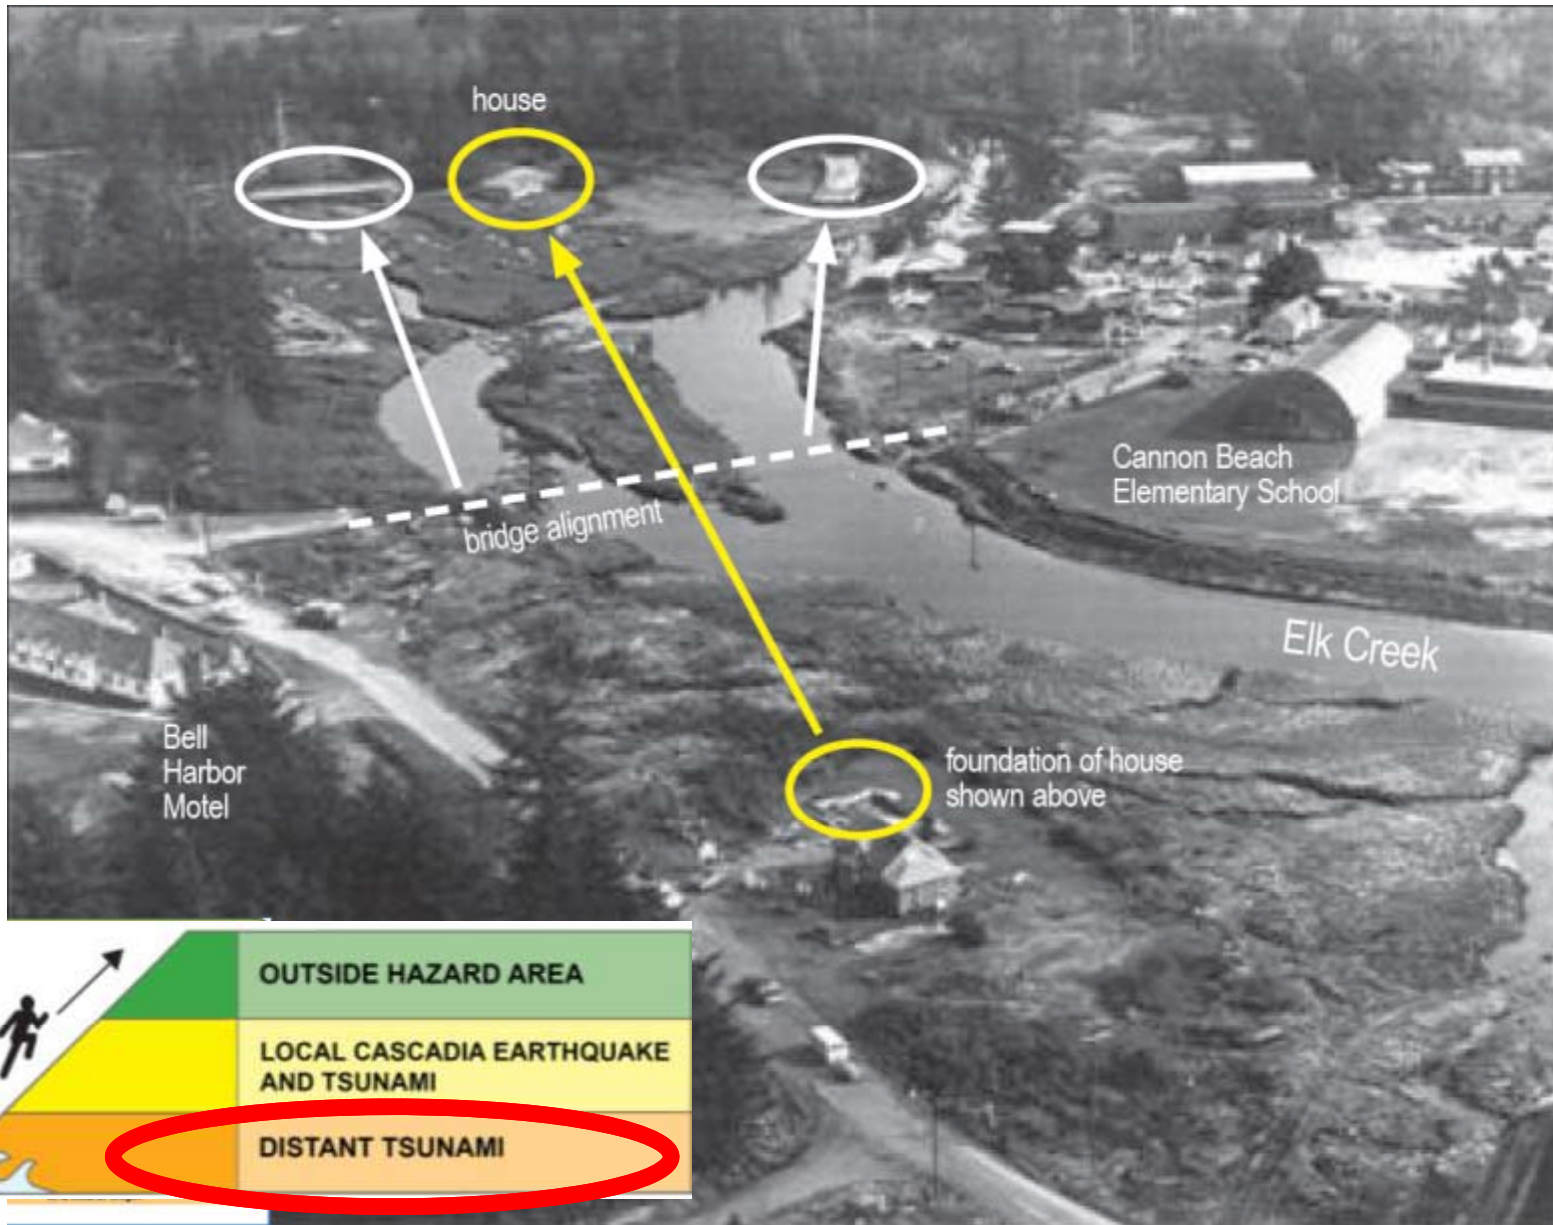 house
bridge alignment
Cannon Beach
Elementary School
Elk Creek
Bell
Harbor
Motel
foundation of house
shown above
OUTSIDE HAZARD AREA
LOCAL CASCADIA EARTHQUAKE
AND TSUNAMI
DISTANT TSUNAMI